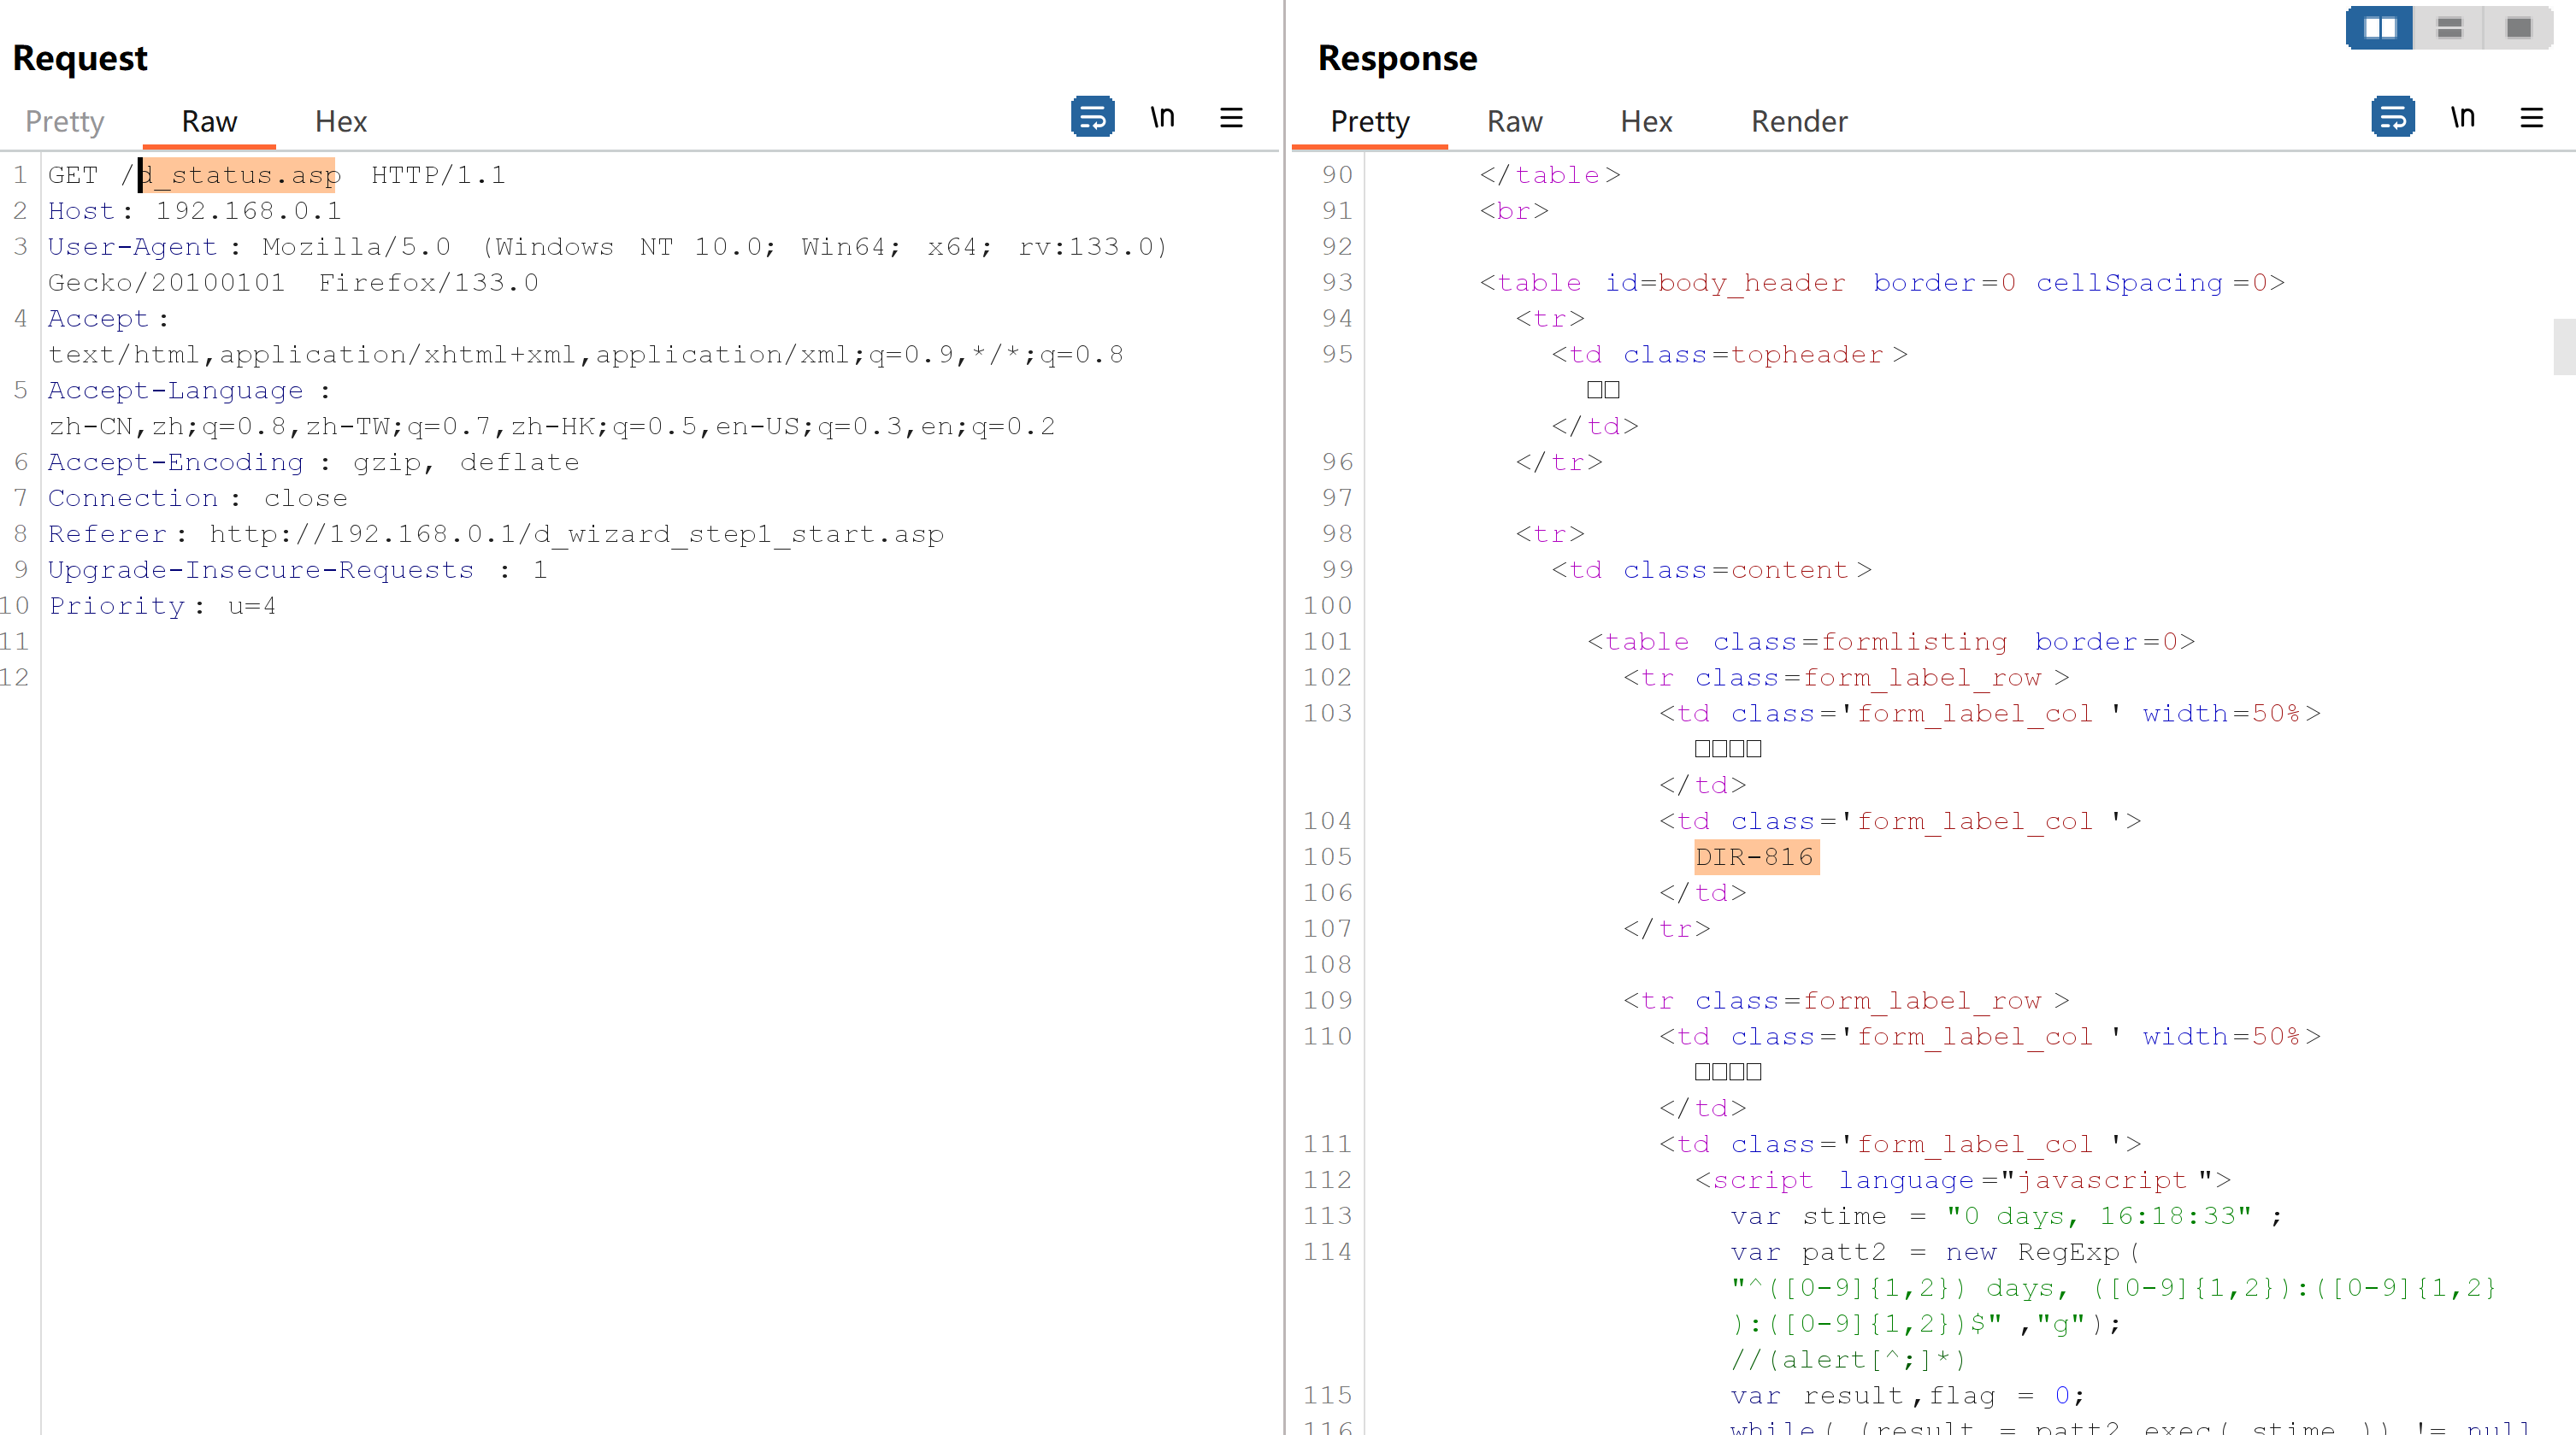 Request
Pretty Raw Hex \n
1 GET /d_status.asp HTTP/1.1
2 Host: 192.168.0.1
3 User-Agent: Mozilla/5.0 (Windows NT 10.0; Win64; x64; rv:133.0)
Gecko/20100101 Firefox/133.0
4 Accept:
text/html,application/xhtml+xml,application/xml;q=0.9,*/*;q=0.8
5 Accept-Language:
zh-CN,zh;q=0.8,zh-TW;q=0.7,zh-HK;q=0.5,en-US;q=0.3,en;q=0.2
6 Accept-Encoding: gzip, deflate
7 Connection: close
8 Referer: http://192.168.0.1/d_wizard_step1_start.asp
9 Upgrade-Insecure-Requests: 1
10 Priority: u=4
11
12
Response
Pretty Raw Hex Render \n
90 </table>
91 <br>
92
93 <table id=body_header border=0 cellSpacing=0>
94 <tr>
95 <td class=topheader>
□□
</td>
96 </tr>
97
98 <tr>
99 <td class=content>
100
101 <table class=formlisting border=0>
102 <tr class=form_label_row>
103 <td class='form_label_col' width=50%>
□□□□
</td>
104 <td class='form_label_col'>
105 DIR-816
106 </td>
107 </tr>
108
109 <tr class=form_label_row>
110 <td class='form_label_col' width=50%>
□□□□
</td>
111 <td class='form_label_col'>
112 <script language="javascript">
113 var stime = "0 days, 16:18:33" ;
114 var patt2 = new RegExp(
"^([0-9]{1,2}) days, ([0-9]{1,2}):([0-9]{1,2}
):([0-9]{1,2})$" ,"g");
//(alert[^;]*)
115 var result,flag = 0;
116 while( (result = patt2.exec( stime )) != null